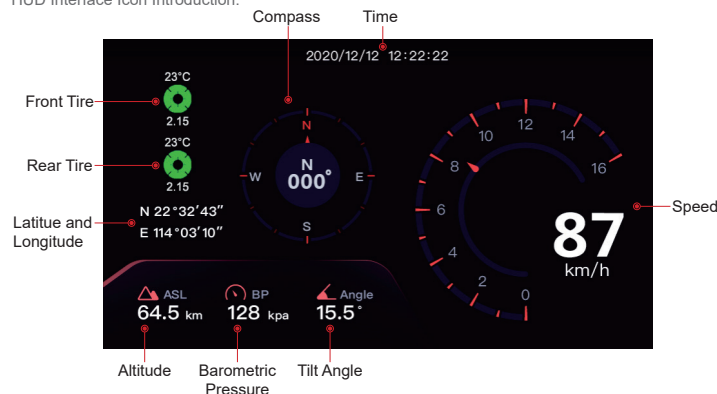 HUD Interface Icon Introduction:
Compass
Time
2020/12/12 12:22:22
Front Tire
23°C
2.15
Rear Tire
23°C
2.15
Latitue and
Longitude
N 22°32′43″
E 114°03′10″
N
W
E
S
N
000°
0
2
4
6
8
10
12
14
16
87
km/h
Speed
ASL
64.5 km
BP
128 kpa
Angle
15.5°
Altitude
Barometric
Pressure
Tilt Angle